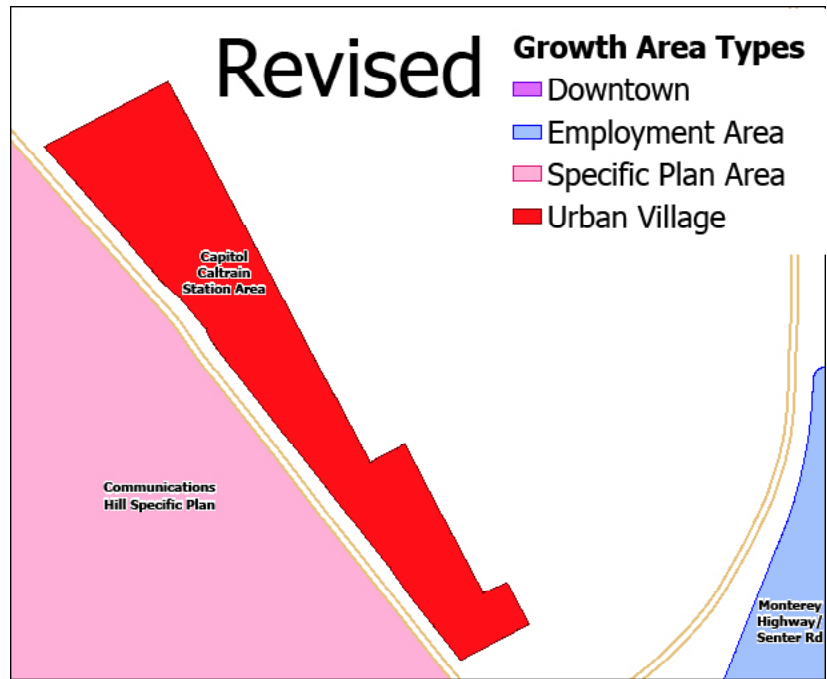 Revised
Growth Area Types
Downtown
Employment Area
Specific Plan Area
Urban Village
Capitol
Caltrain
Station Area
Communications
Hill Specific Plan
Monterey
Highway/
Senter Rd